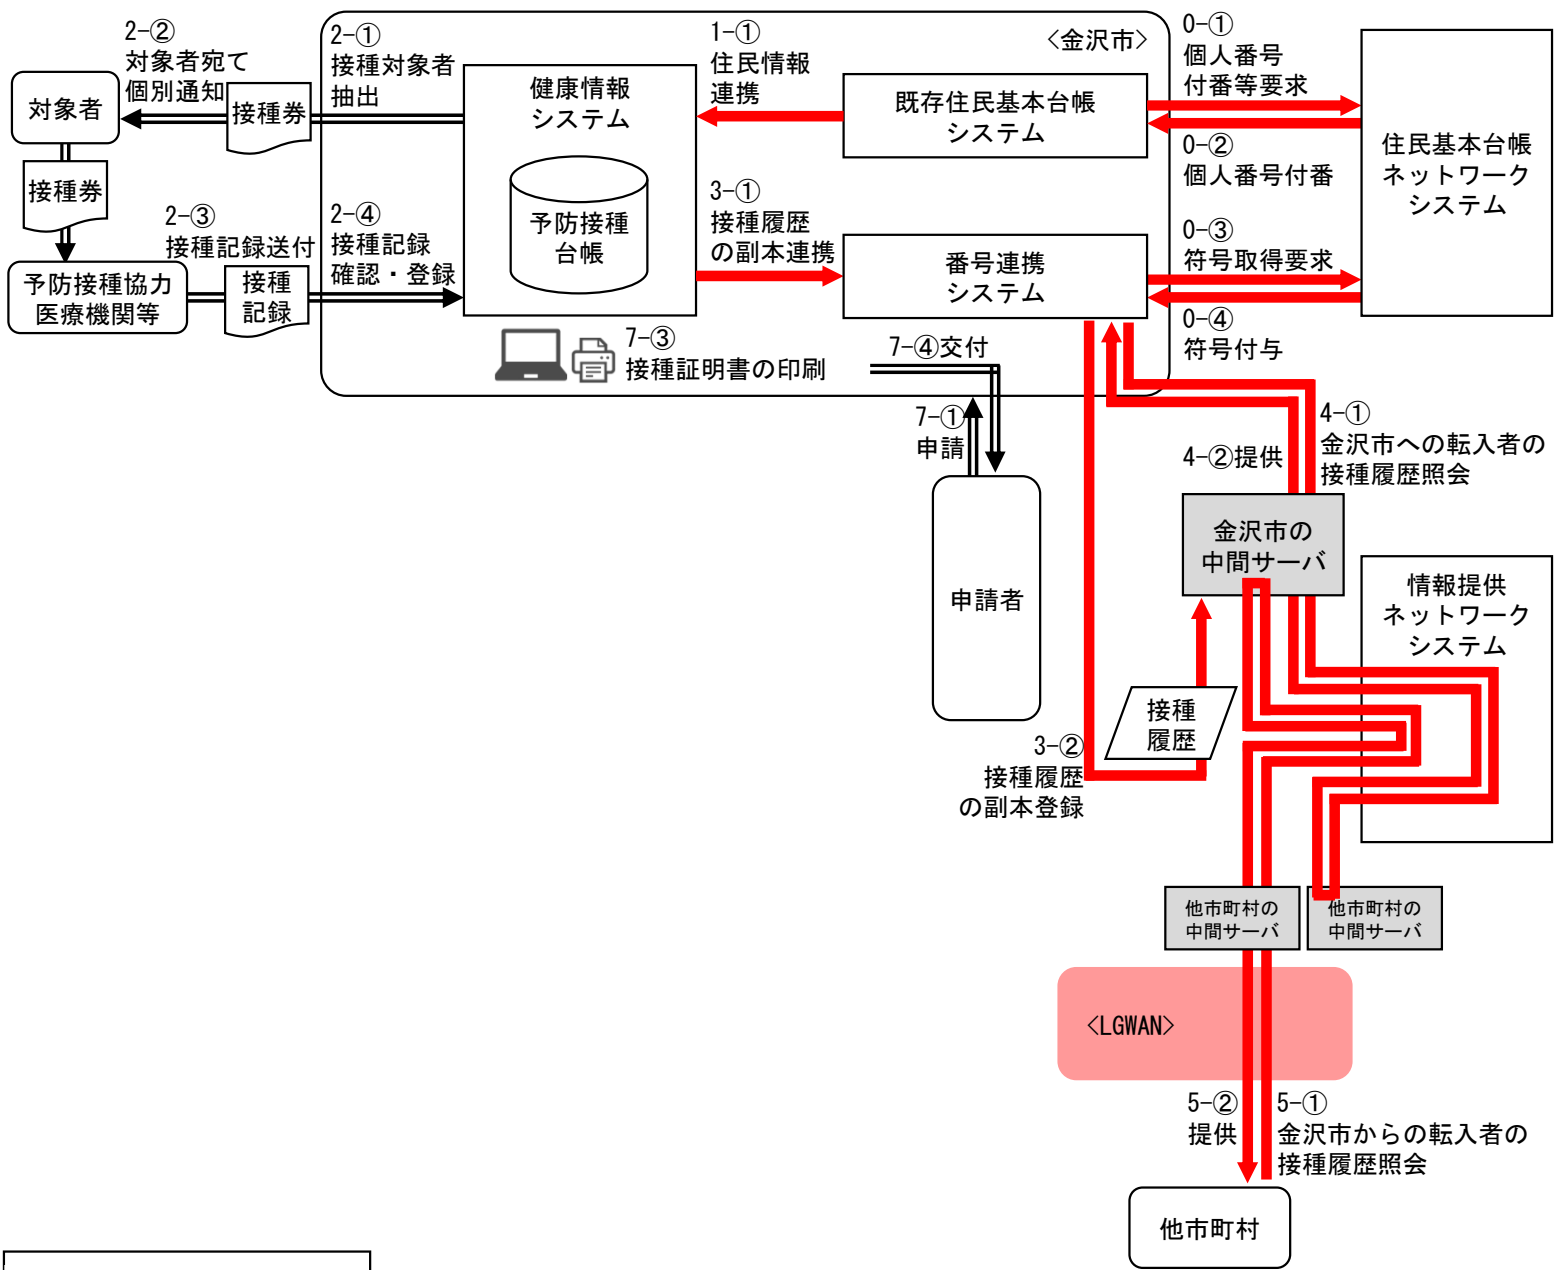 2-②
対象者宛て
個別通知
対象者
接種券
接種券
2-③
接種記録送付
予防接種協力
医療機関等
接種
記録
2-①
接種対象者
抽出
2-④
接種記録
確認・登録
健康情報
システム
予防接種
台帳
1-①
住民情報
連携
3-①
接種履歴
の副本連携
<金沢市>
既存住民基本台帳
システム
番号連携
システム
0-①
個人番号
付番等要求
0-②
個人番号付番
0-③
符号取得要求
0-④
符号付与
住民基本台帳
ネットワーク
システム
7-③
接種証明書の印刷
7-④交付
7-①
申請
申請者
4-②提供
4-①
金沢市への転入者の
接種履歴照会
金沢市の
中間サーバ
情報提供
ネットワーク
システム
接種
履歴
3-②
接種履歴
の副本登録
他市町村の
中間サーバ
他市町村の
中間サーバ
<LGWAN>
5-②
提供
5-①
金沢市からの転入者の
接種履歴照会
他市町村